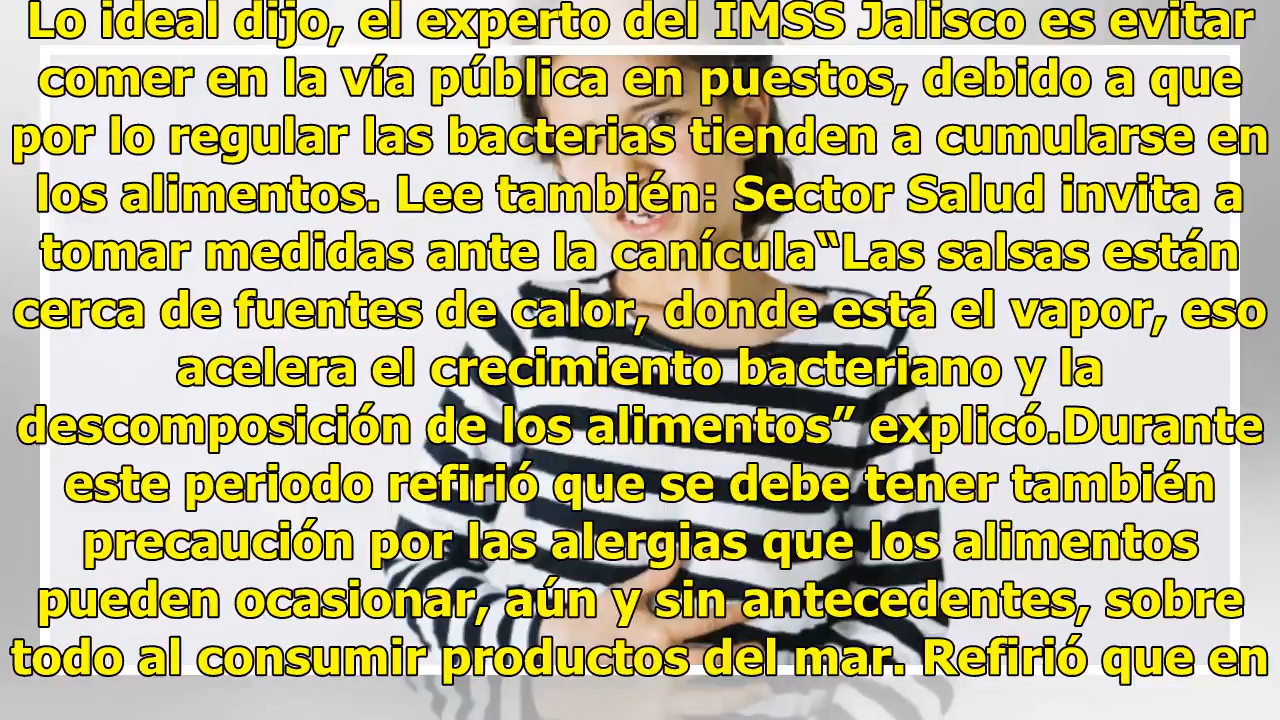 Lo ideal dijo, el experto del IMSS Jalisco es evitar
comer en la vía pública en puestos, debido a que
por lo regular las bacterias tienden a cumularse en
los alimentos. Lee también: Sector Salud invita a
tomar medidas ante la canícula“Las salsas están
cerca de fuentes de calor, donde está el vapor, eso
acelera el crecimiento bacteriano y la
descomposición de los alimentos” explicó.Durante
este periodo refirió que se debe tener también
precaución por las alergias que los alimentos
pueden ocasionar, aún y sin antecedentes, sobre
todo al consumir productos del mar. Refirió que en